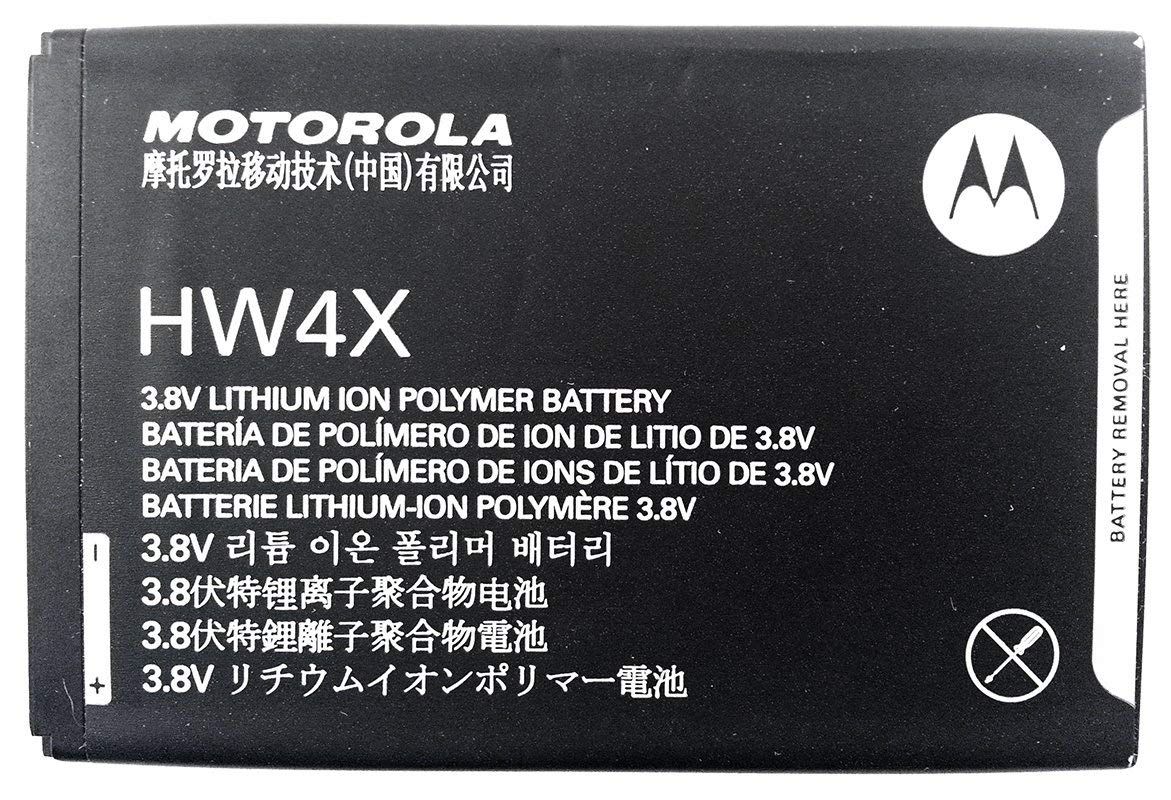 MOTOROLA
摩托罗拉移动技术(中国)有限公司
HW4X
3.8V LITHIUM ION POLYMER BATTERY
BATERÍA DE POLÍMERO DE ION DE LITIO DE 3.8V
BATERIA DE POLÍMERO DE IONS DE LÍTIO DE 3.8V
BATTERIE LITHIUM-ION POLYMÈRE 3.8V
3.8V 리튬 이온 폴리머 배터리
3.8伏特锂离子聚合物电池
3.8伏特鋰離子聚合物電池
3.8V リチウムイオンポリマー電池
–
+
BATTERY REMOVAL HERE